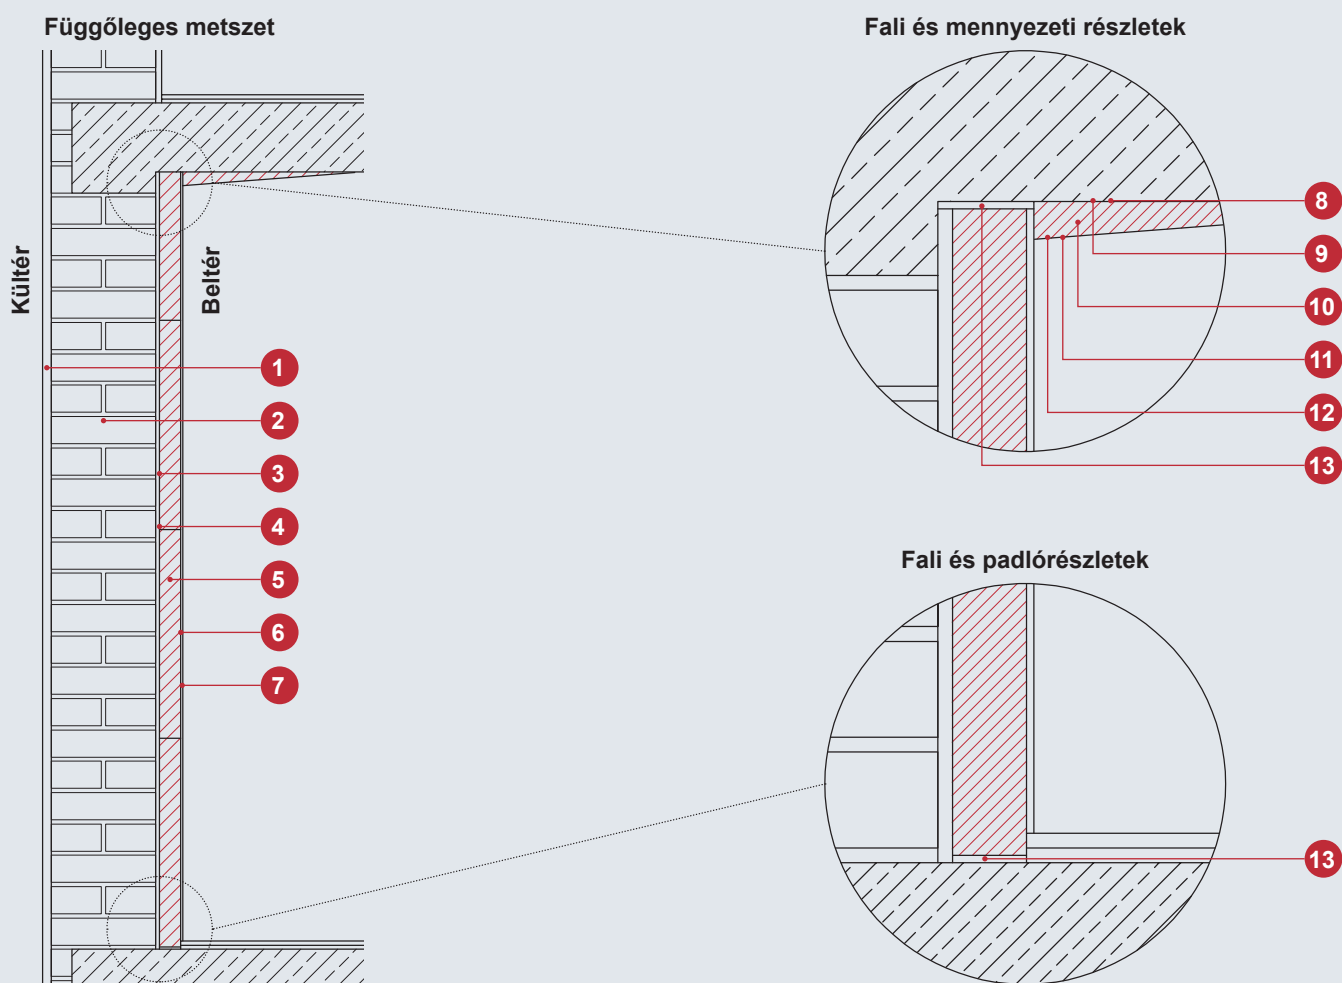 Függőleges metszet
Kültér
Beltér
1
2
3
4
5
6
7
Fali és mennyezeti részletek
8
9
10
11
12
13
Fali és padlórészletek
13